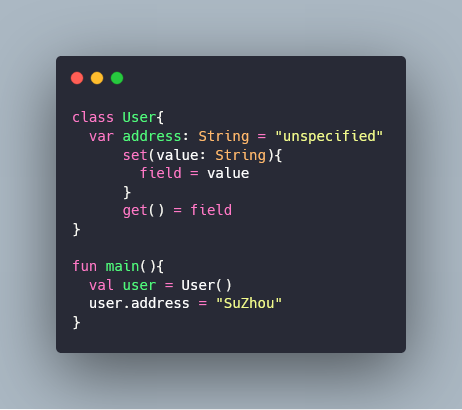 class User{
  var address: String = "unspecified"
      set(value: String){
        field = value
      }
      get() = field
}

fun main(){
  val user = User()
  user.address = "SuZhou"
}